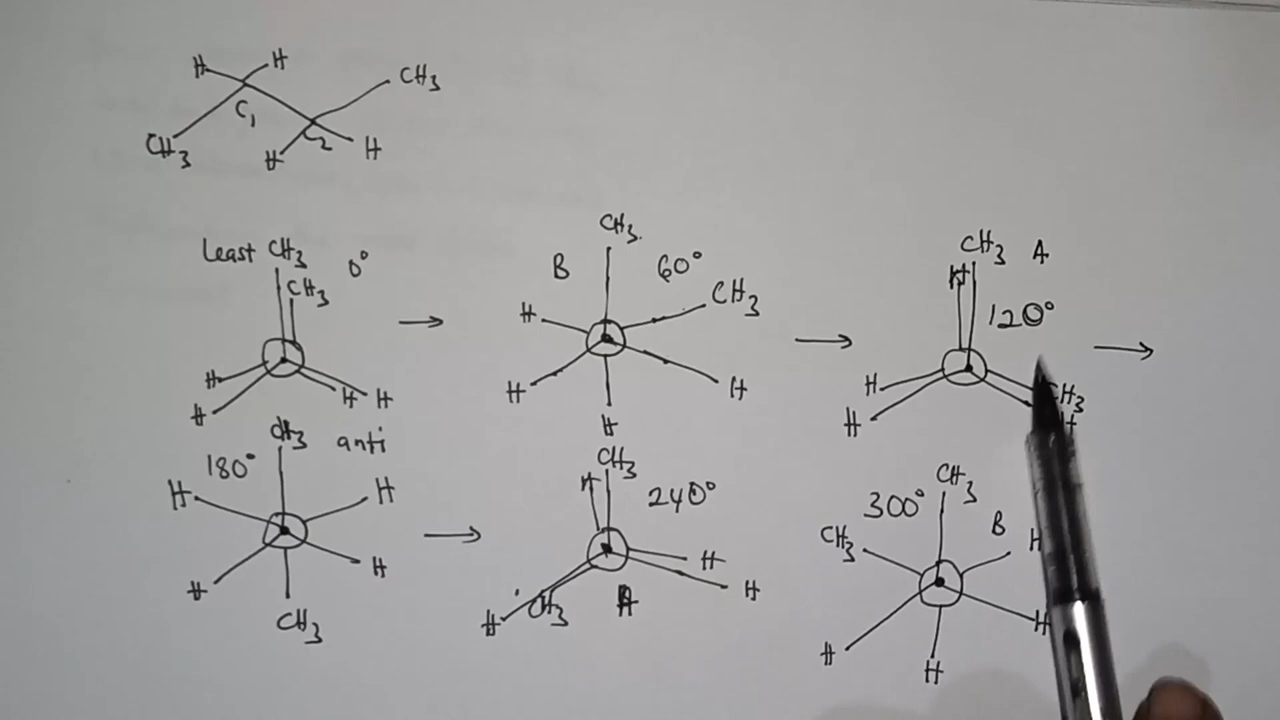 H H
CH3
C1
CH3 C2
H H
Least CH3 0°
CH3
H H H
H
CH3
B 60°
CH3
H
H H
H
CH3 A
H 120°
H CH3
H H
CH3 anti
180°
H H
H H
CH3
CH3
H 240°
H
H CH3 H
H
CH3
300° B
CH3 H
H H
H